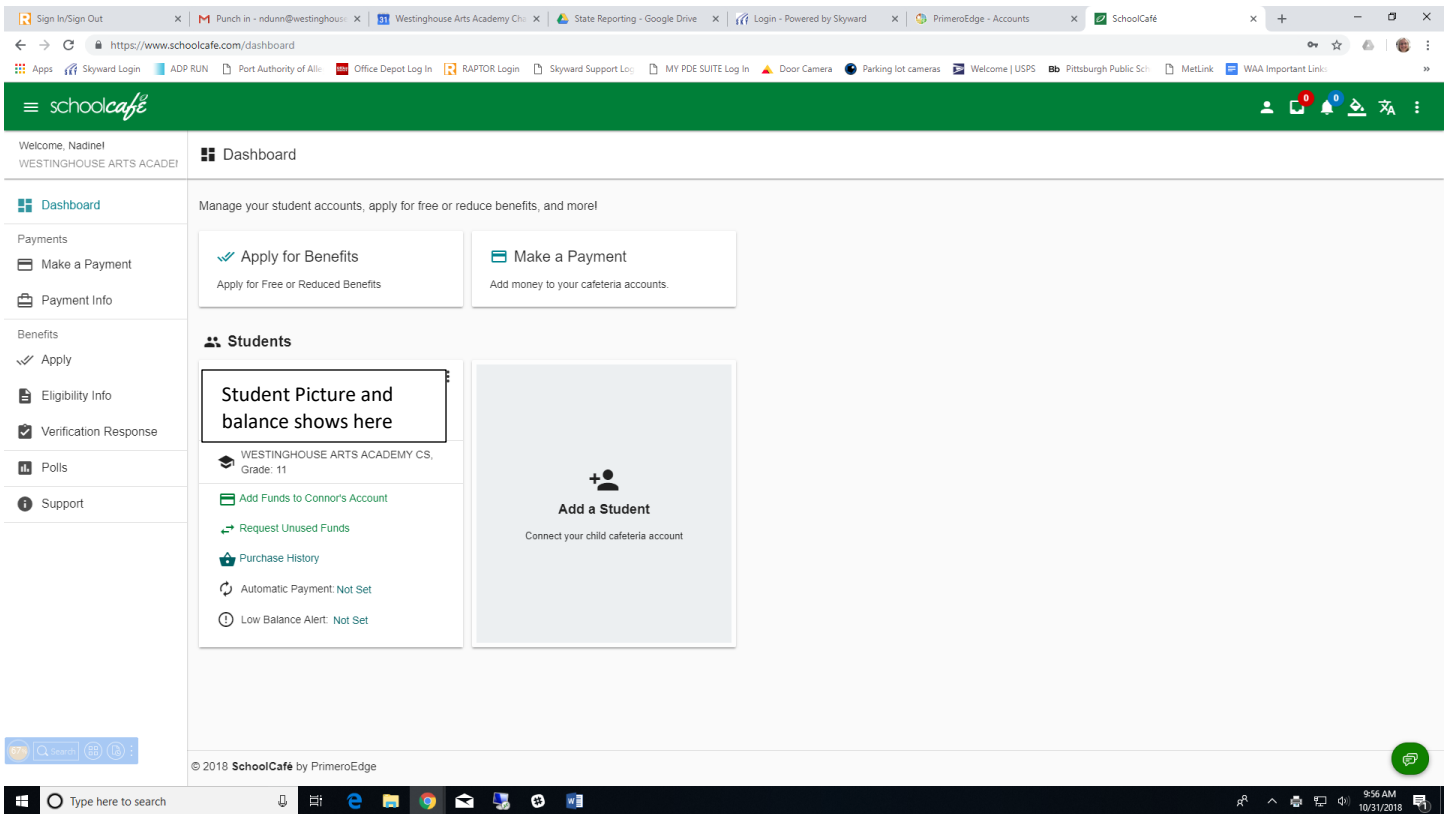 Sign In/Sign Out
Punch in - ndunn@westinghouse
Westinghouse Arts Academy Cha
State Reporting - Google Drive
Login - Powered by Skyward
PrimeroEdge - Accounts
SchoolCafé
https://www.schoolcafe.com/dashboard
Apps Skyward Login ADP RUN Port Authority of Alle Office Depot Log In RAPTOR Login Skyward Support Log MY PDE SUITE Log In Door Camera Parking lot cameras Welcome | USPS Bb Pittsburgh Public Sch MetLink WAA Important Links »
schoolcafé
0 0
Welcome, Nadine!
WESTINGHOUSE ARTS ACADEM
Dashboard
Dashboard
Payments
Make a Payment
Payment Info
Benefits
Apply
Eligibility Info
Verification Response
Polls
Support
Manage your student accounts, apply for free or reduce benefits, and more!
Apply for Benefits
Apply for Free or Reduced Benefits
Make a Payment
Add money to your cafeteria accounts.
Students
Student Picture and
balance shows here
WESTINGHOUSE ARTS ACADEMY CS,
Grade: 11
Add Funds to Connor's Account
Request Unused Funds
Purchase History
Automatic Payment: Not Set
Low Balance Alert: Not Set
Add a Student
Connect your child cafeteria account
67% Search
© 2018 SchoolCafé by PrimeroEdge
Type here to search
9:56 AM
10/31/2018